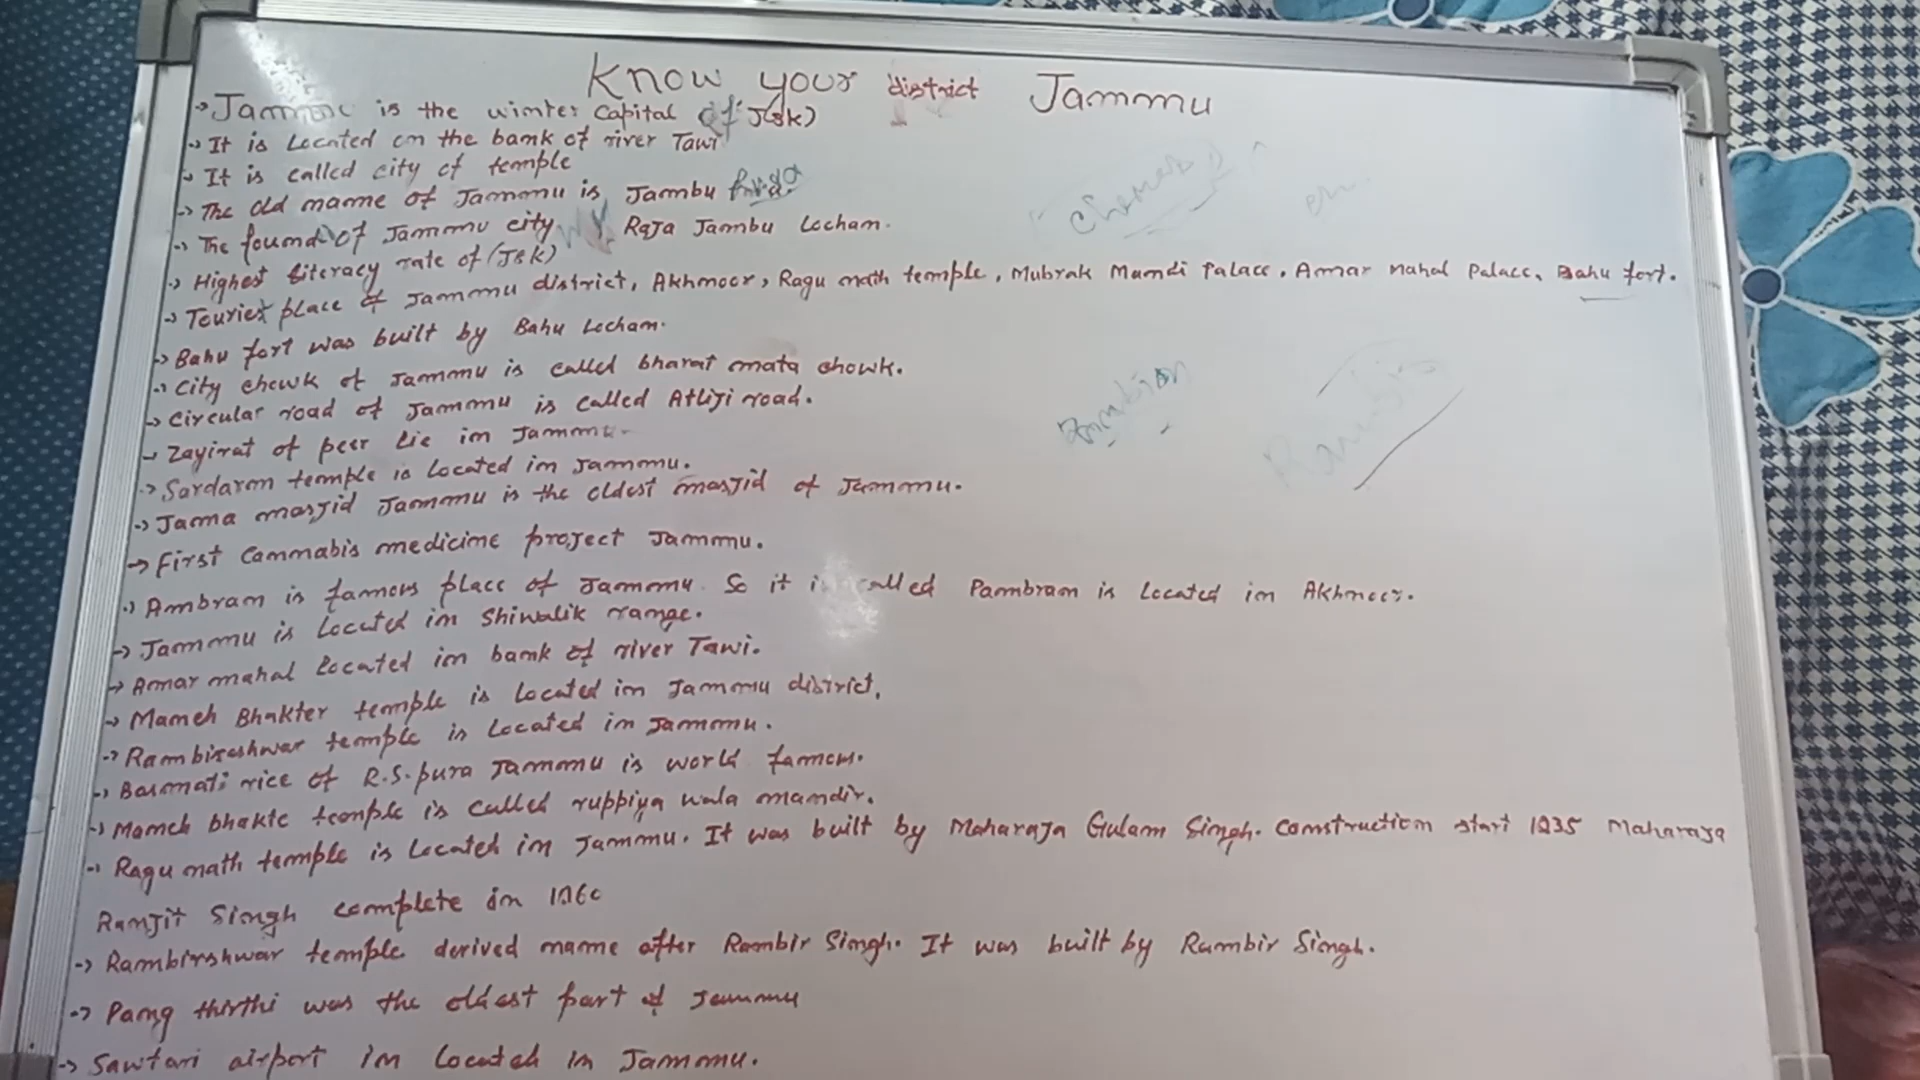 Know your district Jammu
→ Jammu is the winter Capital of J(&k)
→ It is Located on the bank of river Tawi
→ It is called city of temple
→ The old name of Jammu is Jambu
→ The found of Jammu city Raja Jambu Locham.
→ Highest literacy rate of (J&k)
→ Touriest place of Jammu district, Akhnoor, Ragu nath temple, Mubrak Mandi Palace, Amar Mahal Palace, Bahu fort.
→ Bahu fort was built by Bahu Locham.
→ City chowk of Jammu is called bharat mata chowk.
→ Circular road of Jammu is called Atliji road.
→ Zayirat of peer lie in Jammu.
→ Sardaron temple is Located in Jammu.
→ Jama masjid Jammu is the oldest masjid of Jammu.
→ First Cannabis medicine project Jammu.
→ Ambram is famous place of Jammu. So it is called Pambram is Located in Akhnoor.
→ Jammu is Located in Shiwalik range.
→ Amar mahal Located in bank of river Tawi.
→ Mameh Bhakter temple is Located in Jammu district.
→ Rambireshwar temple is Located in Jammu.
→ Basmati rice of R.S.pura Jammu is world famous.
→ Mameh bhakte temple is called ruppiya wala mandir.
→ Ragu nath temple is Located in Jammu. It was built by Maharaja Gulam Singh. Construction start 1835 Maharaja
Ranjit Singh complete in 1860
→ Rambirshwar temple derived name after Rambir Singh. It was built by Rambir Singh.
→ Pang thirthi was the oldest part of Jammu
→ Sawtari airport in Located in Jammu.